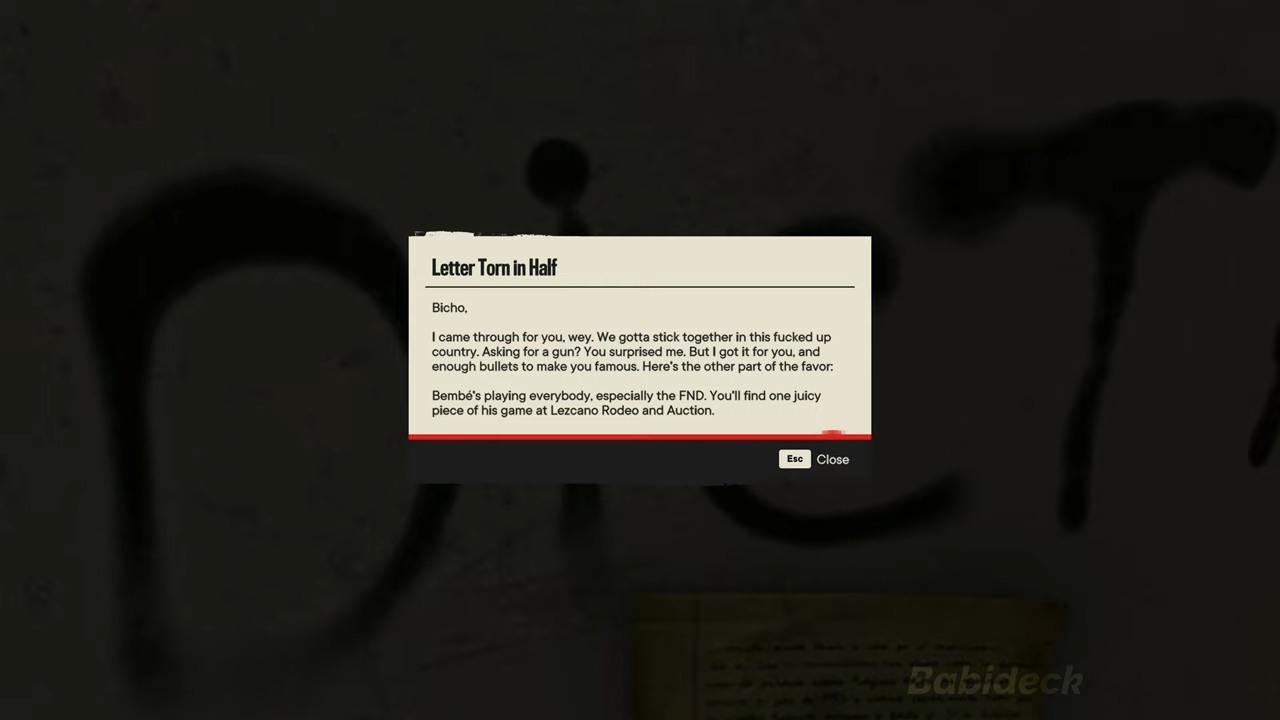 Letter Torn in Half
Bicho,
I came through for you, wey. We gotta stick together in this fucked up
country. Asking for a gun? You surprised me. But I got it for you, and
enough bullets to make you famous. Here's the other part of the favor:
Bembé's playing everybody, especially the FND. You'll find one juicy
piece of his game at Lezcano Rodeo and Auction.
Esc Close
Babideck